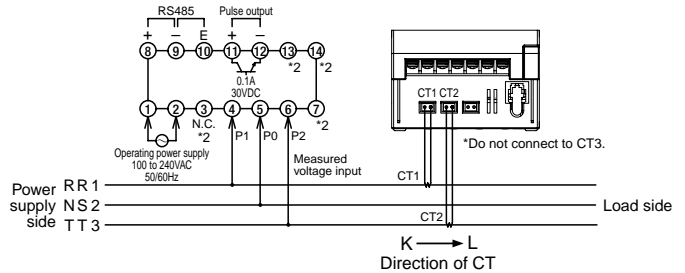 RS485 Pulse output
+ − E + −
8 9 10 11 12 13 14
*2 *2
0.1A
30VDC
CT1 CT2
1 2 3 4 5 6 7
N.C. *2
*2
P1 P0 P2
*Do not connect to CT3.
Operating power supply
100 to 240VAC
50/60Hz
Measured
voltage input
CT1
Power
supply
side
R R 1
N S 2
T T 3
Load side
CT2
K L
Direction of CT